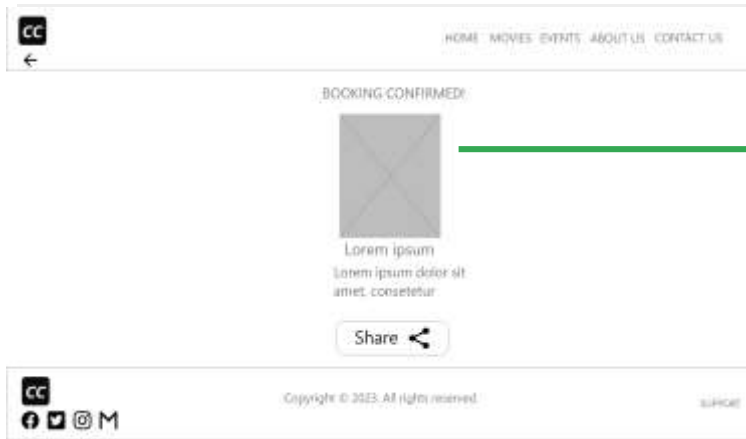 cc
HOME MOVIES EVENTS ABOUT US CONTACT US
BOOKING CONFIRMED!
Lorem ipsum
Lorem ipsum dolor sit
amet, consetetur
Share
cc
Copyright © 2023. All rights reserved.
SUPPORT